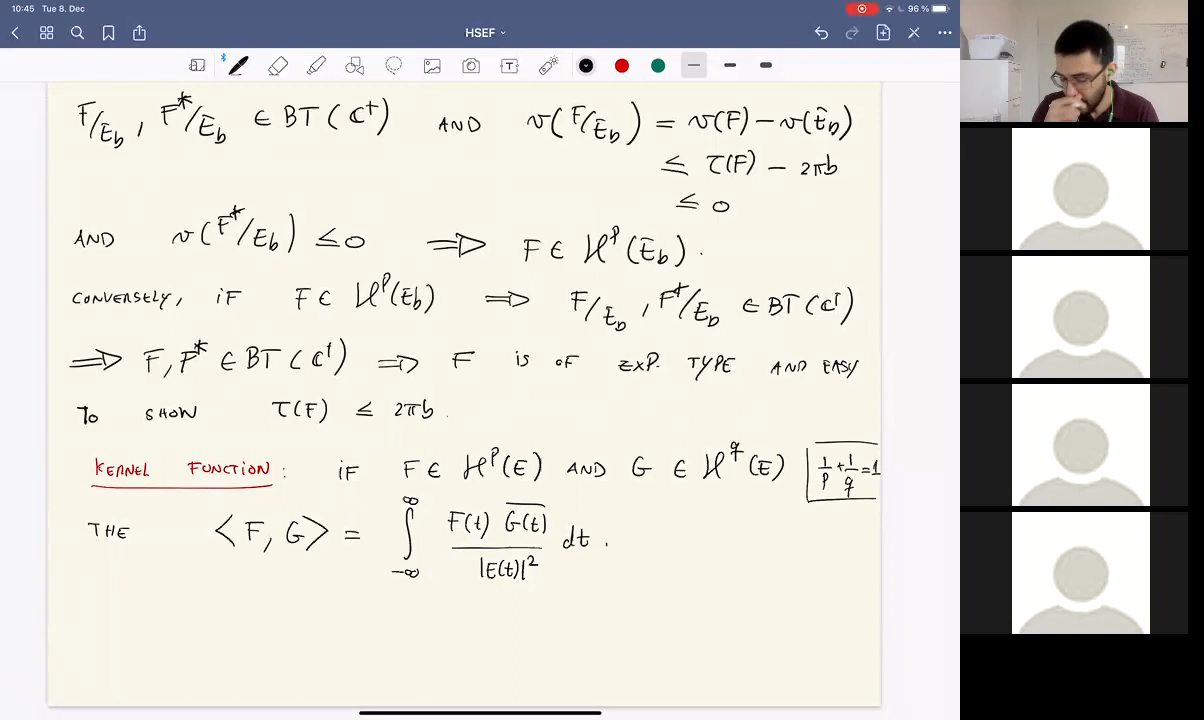 10:45 Tue 8. Dec
96 %
HSEF
F/E_b , F*/E_b ∈ BT(ℂ⁺) AND v(F/E_b) = v(F) − v(E_b)
≤ τ(F) − 2πb
≤ 0
AND v(F*/E_b) ≤ 0 ⟹ F ∈ H^p(E_b).
CONVERSELY, IF F ∈ H^p(E_b) ⟹ F/E_b , F*/E_b ∈ BT(ℂ⁺)
⟹ F, F* ∈ BT(ℂ⁺) ⟹ F IS OF EXP. TYPE AND EASY
TO SHOW τ(F) ≤ 2πb.
KERNEL FUNCTION: IF F ∈ H^p(E) AND G ∈ H^q(E) 1/p + 1/q = 1
THE ⟨F, G⟩ = ∫_{-∞}^{∞} F(t) \overline{G(t)} / |E(t)|² dt.